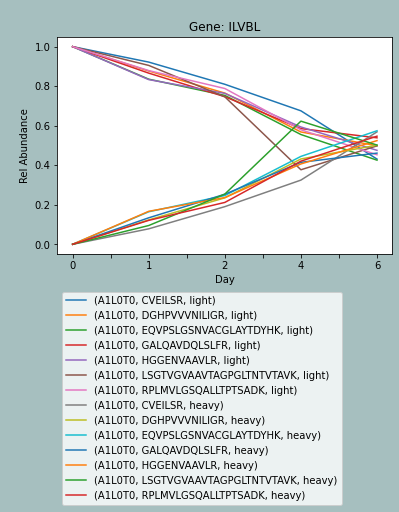 Gene: ILVBL
1.0
0.8
0.6
0.4
0.2
0.0
Rel Abundance
0 1 2 4 6
Day
(A1L0T0, CVEILSR, light)
(A1L0T0, DGHPVVVNILIGR, light)
(A1L0T0, EQVPSLGSNVACGLAYTDYHK, light)
(A1L0T0, GALQAVDQLSLFR, light)
(A1L0T0, HGGENVAAVLR, light)
(A1L0T0, LSGTVGVAAVTAGPGLTNTVTAVK, light)
(A1L0T0, RPLMVLGSQALLTPTSADK, light)
(A1L0T0, CVEILSR, heavy)
(A1L0T0, DGHPVVVNILIGR, heavy)
(A1L0T0, EQVPSLGSNVACGLAYTDYHK, heavy)
(A1L0T0, GALQAVDQLSLFR, heavy)
(A1L0T0, HGGENVAAVLR, heavy)
(A1L0T0, LSGTVGVAAVTAGPGLTNTVTAVK, heavy)
(A1L0T0, RPLMVLGSQALLTPTSADK, heavy)